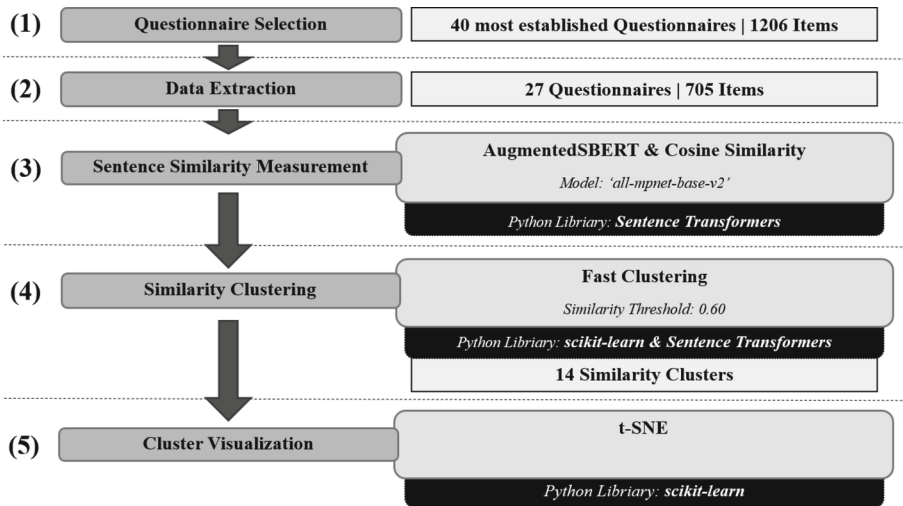 (1) Questionnaire Selection 40 most established Questionnaires | 1206 Items
(2) Data Extraction 27 Questionnaires | 705 Items
(3) Sentence Similarity Measurement
AugmentedSBERT & Cosine Similarity
Model: ‘all-mpnet-base-v2’
Python Library: Sentence Transformers
(4) Similarity Clustering
Fast Clustering
Similarity Threshold: 0.60
Python Library: scikit-learn & Sentence Transformers
14 Similarity Clusters
(5) Cluster Visualization
t-SNE
Python Libriary: scikit-learn